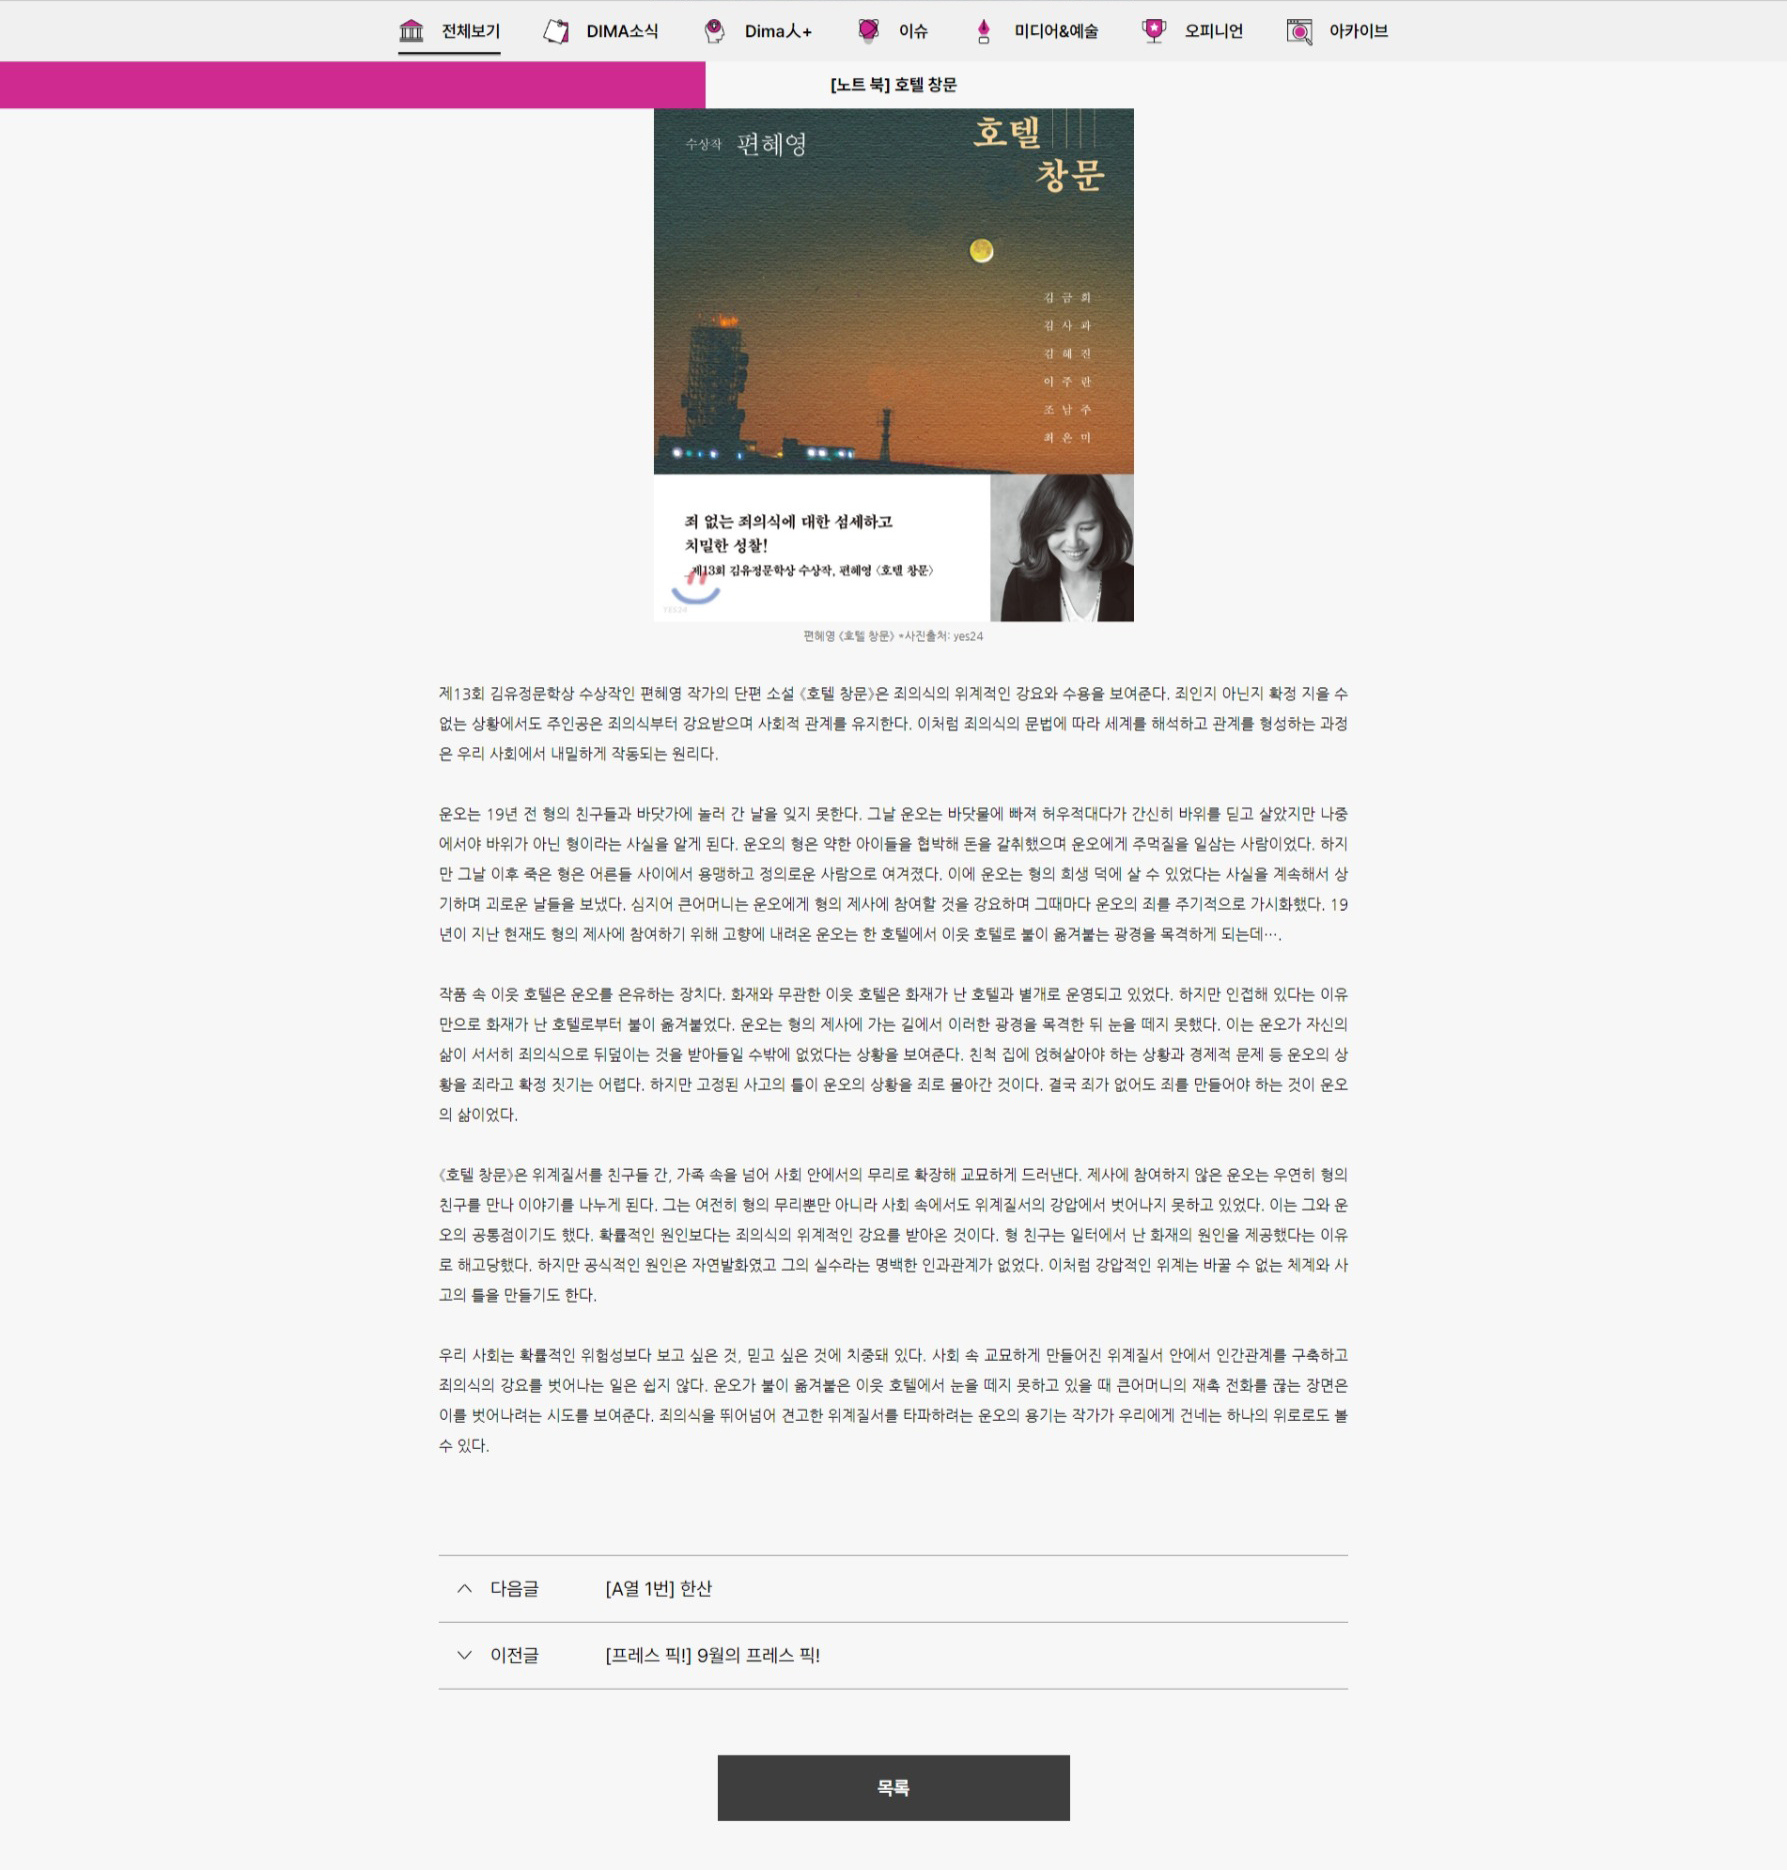 전체보기 DIMA소식 Dima人+ 이슈 미디어&예술 오피니언 아카이브
[노트 북] 호텔 창문
수상작 편혜영
호텔
창문
김금희
김사과
김혜진
이주란
조남주
최은미
죄 없는 죄의식에 대한 섬세하고
치밀한 성찰!
제13회 김유정문학상 수상작, 편혜영 〈호텔 창문〉
YES24
편혜영 《호텔 창문》 *사진출처: yes24
제13회 김유정문학상 수상작인 편혜영 작가의 단편 소설 《호텔 창문》은 죄의식의 위계적인 강요와 수용을 보여준다. 죄인지 아닌지 확정 지을 수
없는 상황에서도 주인공은 죄의식부터 강요받으며 사회적 관계를 유지한다. 이처럼 죄의식의 문법에 따라 세계를 해석하고 관계를 형성하는 과정
은 우리 사회에서 내밀하게 작동되는 원리다.
운오는 19년 전 형의 친구들과 바닷가에 놀러 간 날을 잊지 못한다. 그날 운오는 바닷물에 빠져 허우적대다가 간신히 바위를 딛고 살았지만 나중
에서야 바위가 아닌 형이라는 사실을 알게 된다. 운오의 형은 약한 아이들을 협박해 돈을 갈취했으며 운오에게 주먹질을 일삼는 사람이었다. 하지
만 그날 이후 죽은 형은 어른들 사이에서 용맹하고 정의로운 사람으로 여겨졌다. 이에 운오는 형의 희생 덕에 살 수 있었다는 사실을 계속해서 상
기하며 괴로운 날들을 보냈다. 심지어 큰어머니는 운오에게 형의 제사에 참여할 것을 강요하며 그때마다 운오의 죄를 주기적으로 가시화했다. 19
년이 지난 현재도 형의 제사에 참여하기 위해 고향에 내려온 운오는 한 호텔에서 이웃 호텔로 불이 옮겨붙는 광경을 목격하게 되는데….
작품 속 이웃 호텔은 운오를 은유하는 장치다. 화재와 무관한 이웃 호텔은 화재가 난 호텔과 별개로 운영되고 있었다. 하지만 인접해 있다는 이유
만으로 화재가 난 호텔로부터 불이 옮겨붙었다. 운오는 형의 제사에 가는 길에서 이러한 광경을 목격한 뒤 눈을 떼지 못했다. 이는 운오가 자신의
삶이 서서히 죄의식으로 뒤덮이는 것을 받아들일 수밖에 없었다는 상황을 보여준다. 친척 집에 얹혀살아야 하는 상황과 경제적 문제 등 운오의 상
황을 죄라고 확정 짓기는 어렵다. 하지만 고정된 사고의 틀이 운오의 상황을 죄로 몰아간 것이다. 결국 죄가 없어도 죄를 만들어야 하는 것이 운오
의 삶이었다.
《호텔 창문》은 위계질서를 친구들 간, 가족 속을 넘어 사회 안에서의 무리로 확장해 교묘하게 드러낸다. 제사에 참여하지 않은 운오는 우연히 형의
친구를 만나 이야기를 나누게 된다. 그는 여전히 형의 무리뿐만 아니라 사회 속에서도 위계질서의 강압에서 벗어나지 못하고 있었다. 이는 그와 운
오의 공통점이기도 했다. 확률적인 원인보다는 죄의식의 위계적인 강요를 받아온 것이다. 형 친구는 일터에서 난 화재의 원인을 제공했다는 이유
로 해고당했다. 하지만 공식적인 원인은 자연발화였고 그의 실수라는 명백한 인과관계가 없었다. 이처럼 강압적인 위계는 바꿀 수 없는 체계와 사
고의 틀을 만들기도 한다.
우리 사회는 확률적인 위험성보다 보고 싶은 것, 믿고 싶은 것에 치중돼 있다. 사회 속 교묘하게 만들어진 위계질서 안에서 인간관계를 구축하고
죄의식의 강요를 벗어나는 일은 쉽지 않다. 운오가 불이 옮겨붙은 이웃 호텔에서 눈을 떼지 못하고 있을 때 큰어머니의 재촉 전화를 끊는 장면은
이를 벗어나려는 시도를 보여준다. 죄의식을 뛰어넘어 견고한 위계질서를 타파하려는 운오의 용기는 작가가 우리에게 건네는 하나의 위로로도 볼
수 있다.
다음글 [A열 1번] 한산
이전글 [프레스 픽!] 9월의 프레스 픽!
목록